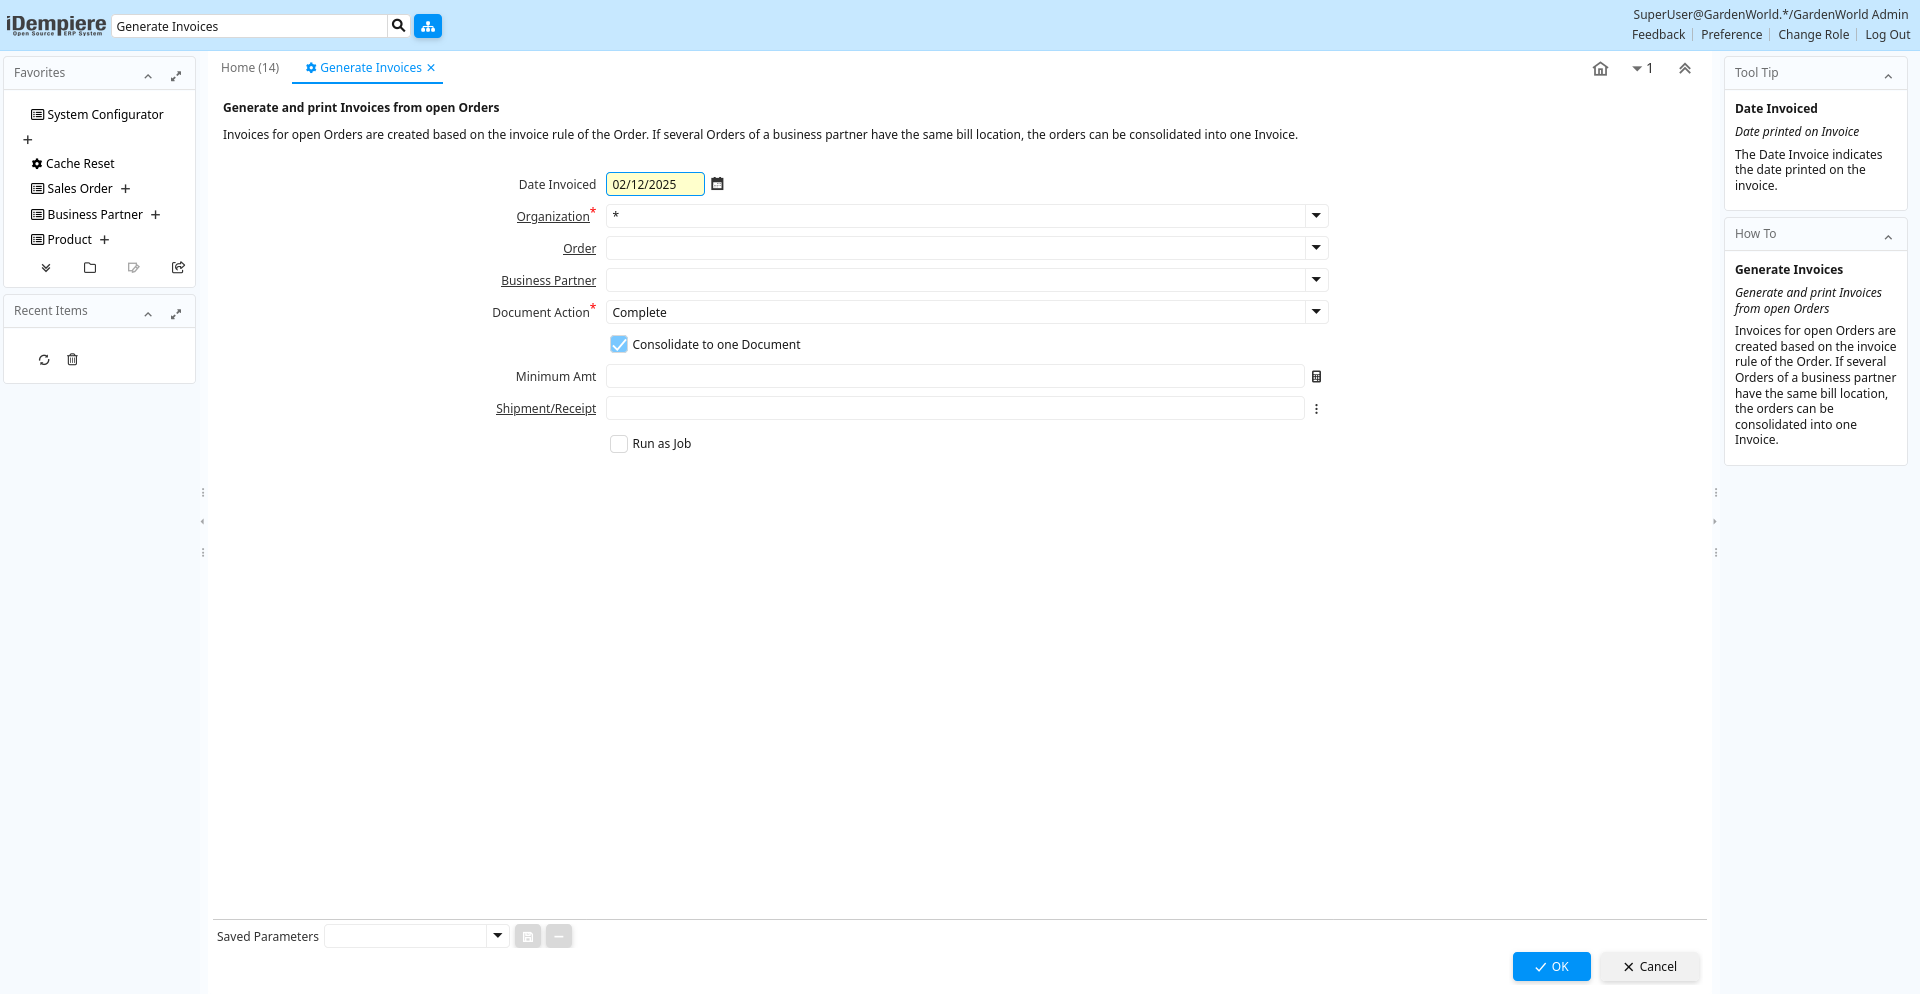 iDempiere
Open Source ERP System
Generate Invoices
SuperUser@GardenWorld.*/GardenWorld Admin
Feedback
Preference
Change Role
Log Out
Favorites
System Configurator
Cache Reset
Sales Order
Business Partner
Product
Recent Items
Home (14)
Generate Invoices
1
Generate and print Invoices from open Orders
Invoices for open Orders are created based on the invoice rule of the Order. If several Orders of a business partner have the same bill location, the orders can be consolidated into one Invoice.
Date Invoiced 02/12/2025
Organization* *
Order
Business Partner
Document Action* Complete
Consolidate to one Document
Minimum Amt
Shipment/Receipt
Run as Job
Saved Parameters
OK
Cancel
Tool Tip
Date Invoiced
Date printed on Invoice
The Date Invoice indicates
the date printed on the
invoice.
How To
Generate Invoices
Generate and print Invoices
from open Orders
Invoices for open Orders are
created based on the invoice
rule of the Order. If several
Orders of a business partner
have the same bill location,
the orders can be
consolidated into one
Invoice.